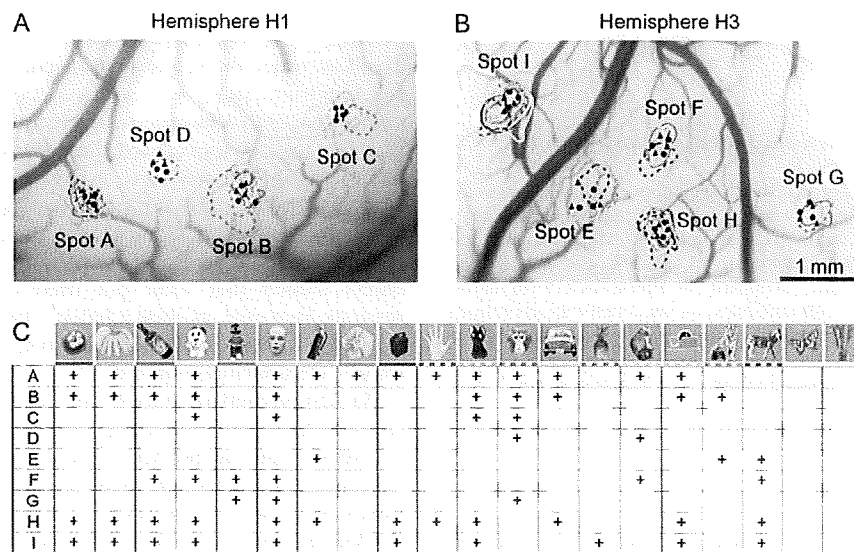 A Hemisphere H1
Spot D
Spot C
Spot A
Spot B
B Hemisphere H3
Spot I
Spot F
Spot G
Spot E
Spot H
1 mm
C
A + + + + + + + + + + + + + +
B + + + + + + + + + +
C + + + +
D + +
E + + +
F + + + + + +
G + + +
H + + + + + + + + + + + +
I + + + + + + + + + +